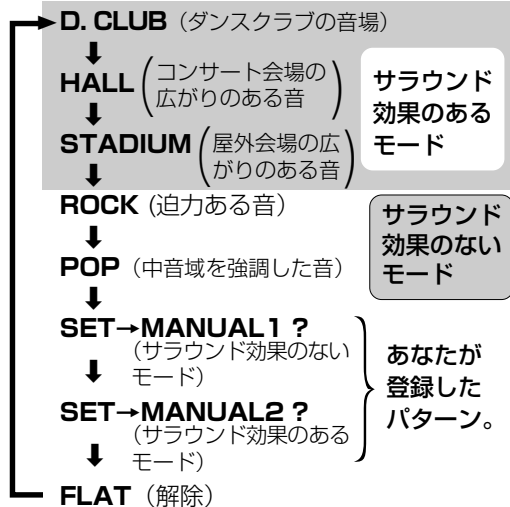 D. CLUB（ダンスクラブの音場）
HALL（コンサート会場の
広がりのある音）
STADIUM（屋外会場の広
がりのある音）
サラウンド
効果のある
モード
ROCK（迫力ある音）
POP（中音域を強調した音）
サラウンド
効果のない
モード
SET→MANUAL1 ?
（サラウンド効果のない
モード）
SET→MANUAL2 ?
（サラウンド効果のある
モード）
あなたが
登録した
パターン。
FLAT（解除）